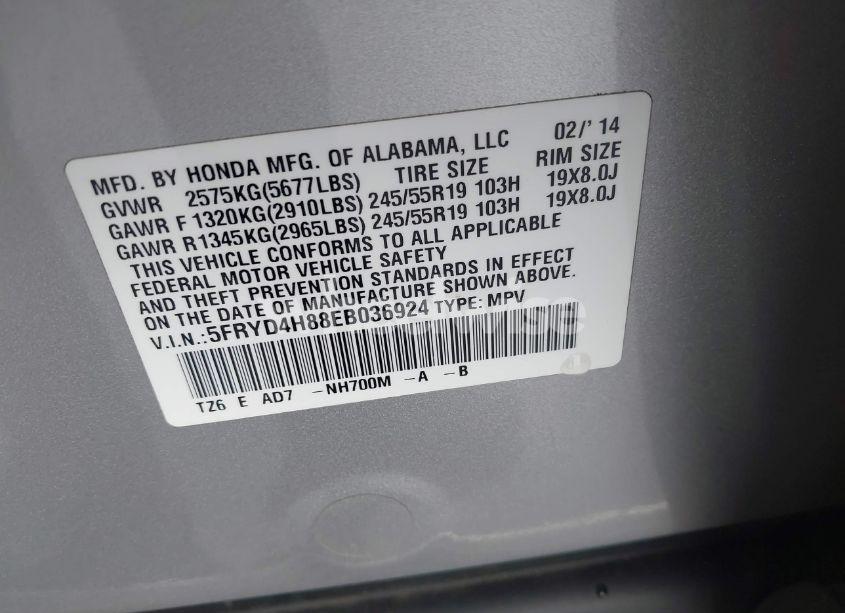 MFD. BY HONDA MFG. OF ALABAMA, LLC 02/' 14
GVWR 2575KG(5677LBS) TIRE SIZE RIM SIZE
GAWR F 1320KG(2910LBS) 245/55R19 103H 19X8.0J
GAWR R1345KG(2965LBS) 245/55R19 103H 19X8.0J
THIS VEHICLE CONFORMS TO ALL APPLICABLE
FEDERAL MOTOR VEHICLE SAFETY
AND THEFT PREVENTION STANDARDS IN EFFECT
ON THE DATE OF MANUFACTURE SHOWN ABOVE.
V.I.N.:5FRYD4H88EB036924 TYPE: MPV
TZ6 E AD7 -NH700M -A -B